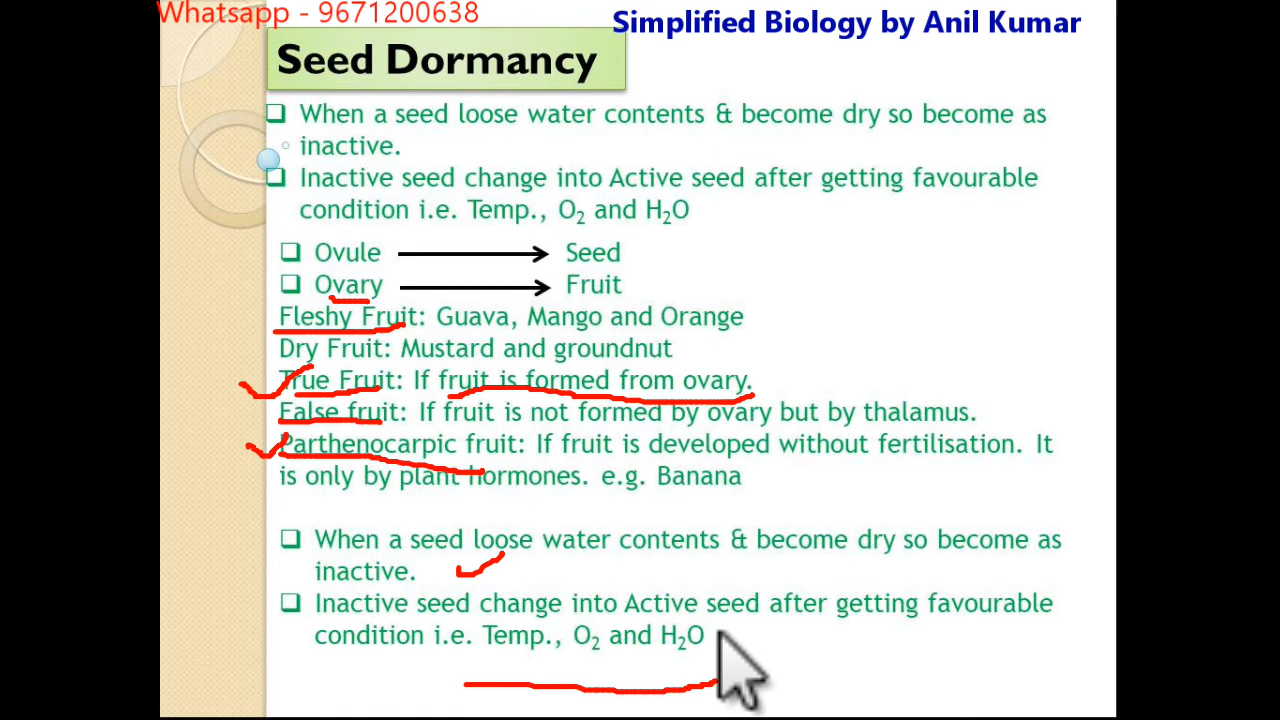 Whatsapp - 9671200638
Simplified Biology by Anil Kumar
Seed Dormancy
When a seed loose water contents & become dry so become as
inactive.
Inactive seed change into Active seed after getting favourable
condition i.e. Temp., O2 and H2O
Ovule Seed
Ovary Fruit
Fleshy Fruit: Guava, Mango and Orange
Dry Fruit: Mustard and groundnut
True Fruit: If fruit is formed from ovary.
False fruit: If fruit is not formed by ovary but by thalamus.
Parthenocarpic fruit: If fruit is developed without fertilisation. It
is only by plant hormones. e.g. Banana
When a seed loose water contents & become dry so become as
inactive.
Inactive seed change into Active seed after getting favourable
condition i.e. Temp., O2 and H2O